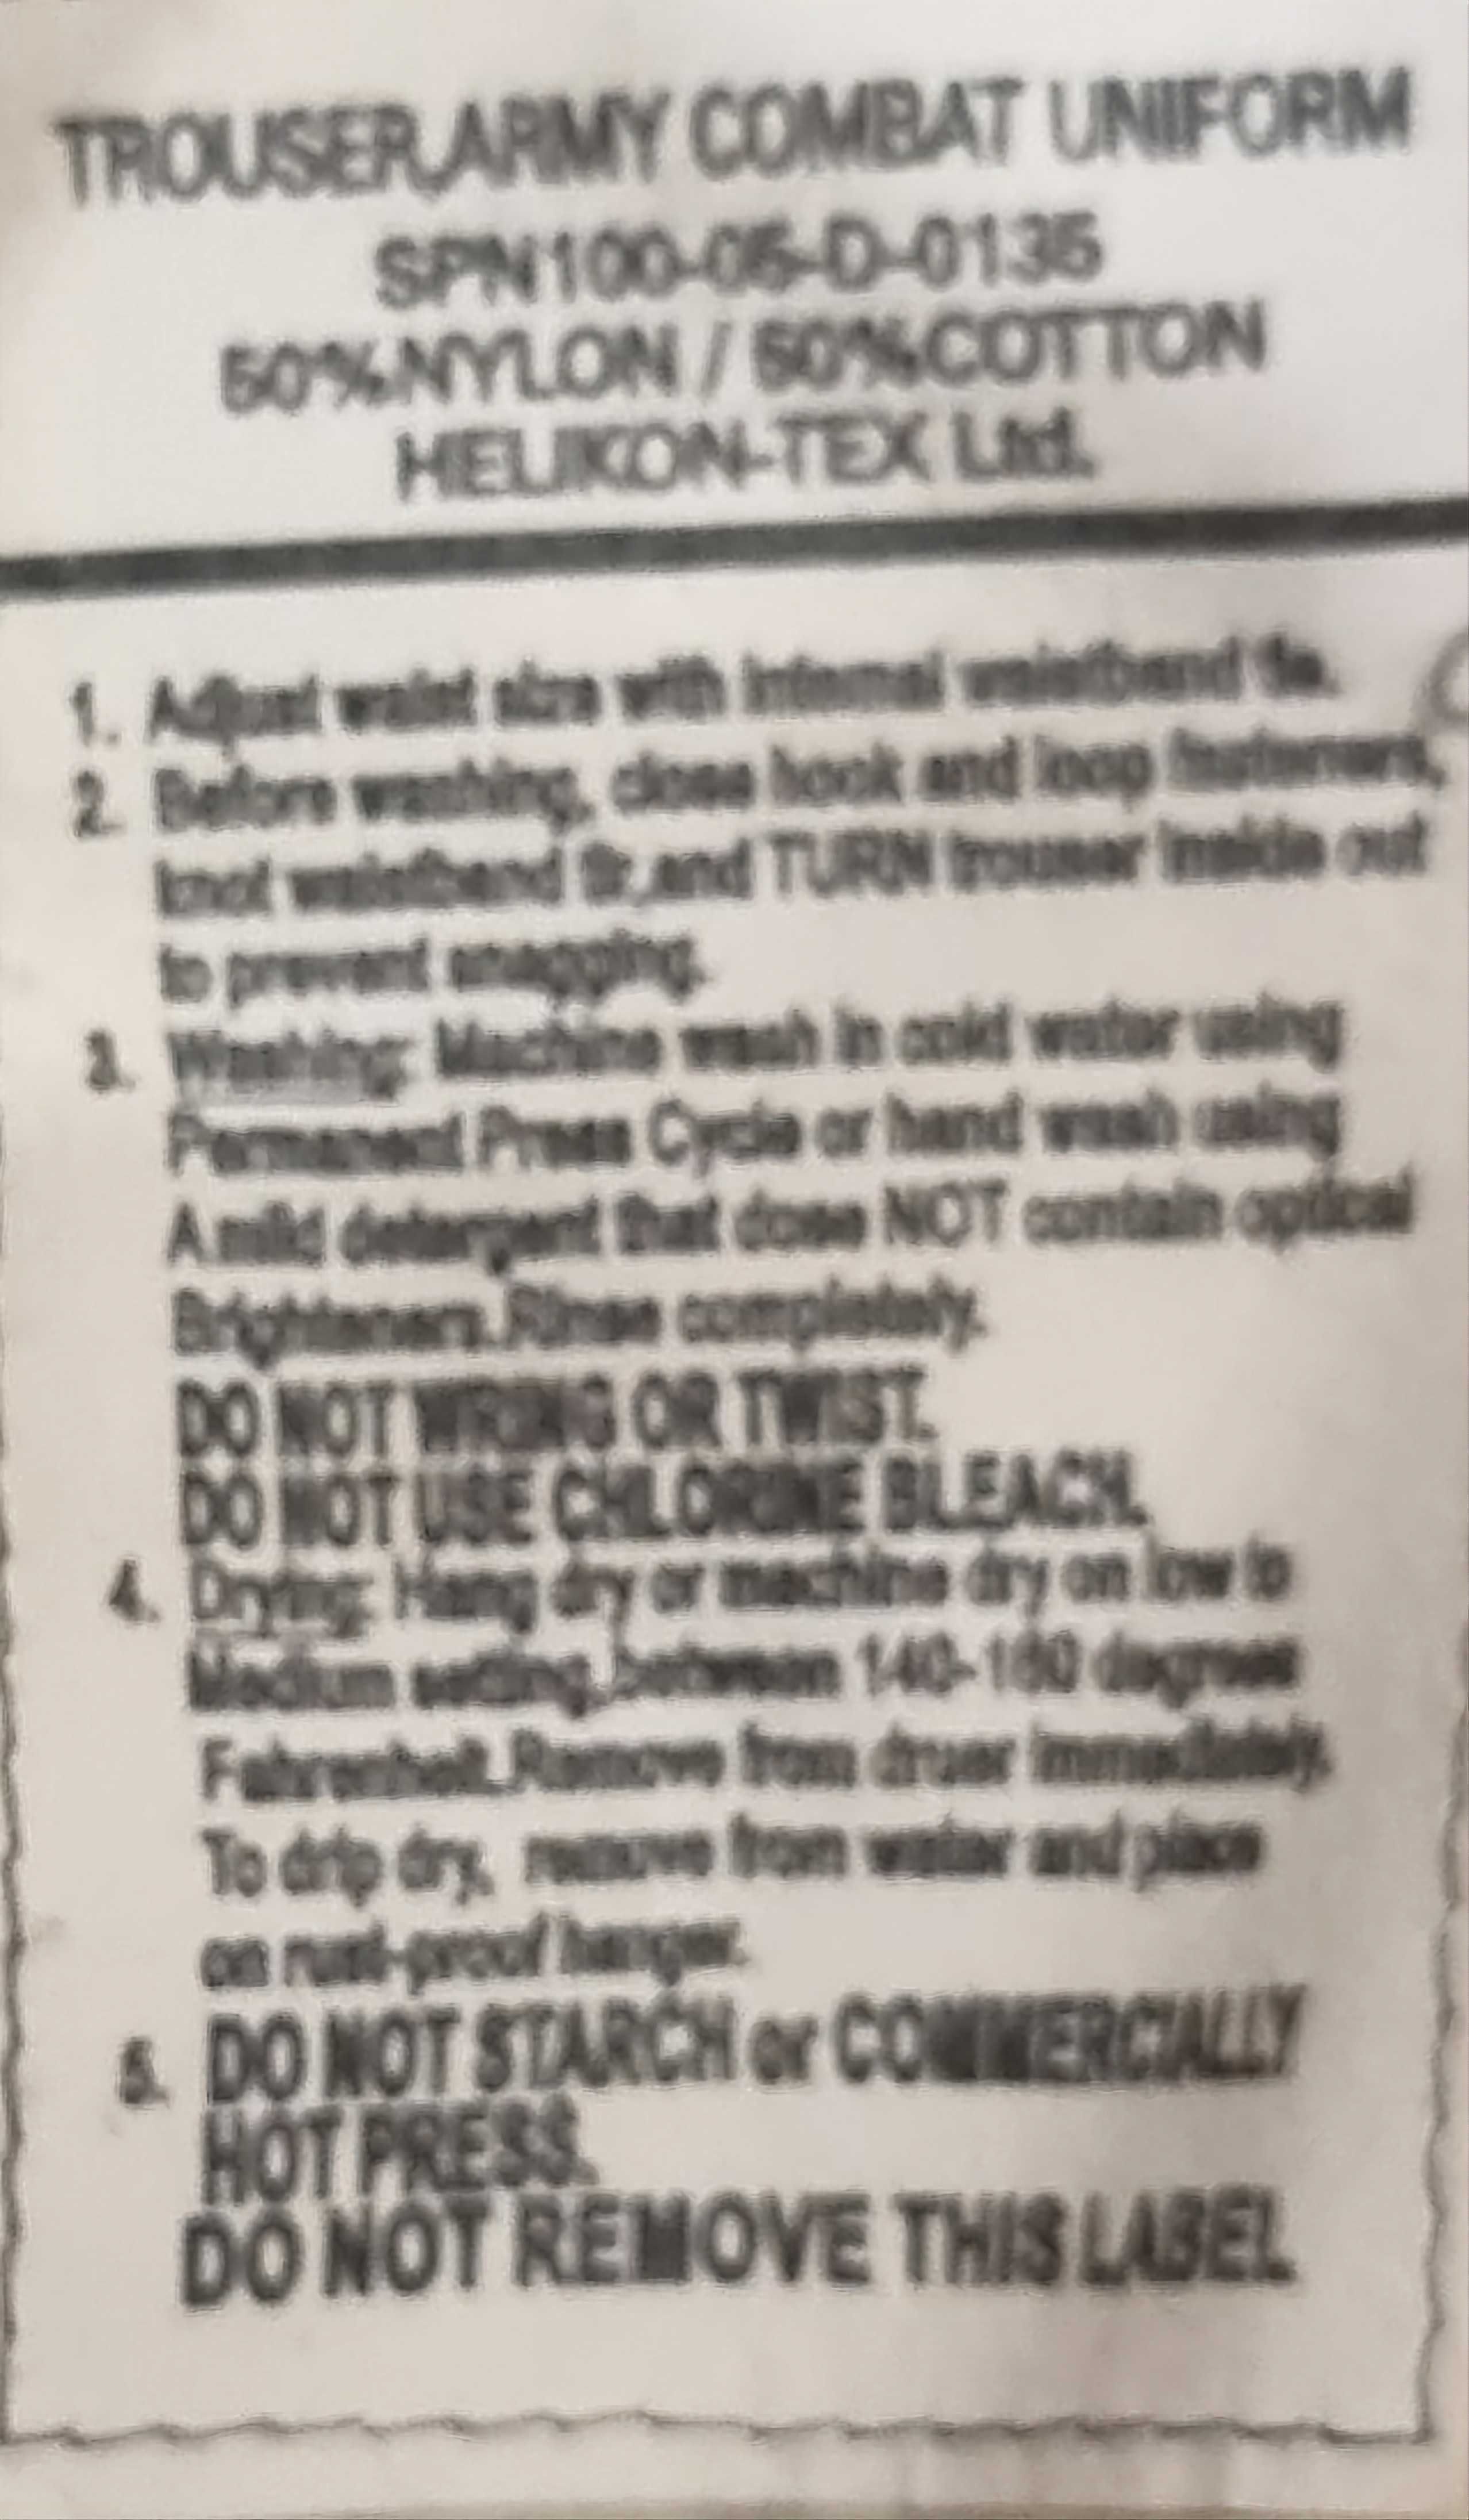 TROUSER,ARMY COMBAT UNIFORM
SPN100-05-D-0135
50%NYLON / 50%COTTON
HELIKON-TEX Ltd.
1. Adjust waist size with internal waistband tie.
2. Before washing, close hook and loop fasteners,
knot waistband tie,and TURN trouser inside out
to prevent snagging.
3. Washing: Machine wash in cold water using
Permanent Press Cycle or hand wash using
A mild detergent that dose NOT contain optical
Brighteners.Rinse completely.
DO NOT WRING OR TWIST.
DO NOT USE CHLORINE BLEACH.
4. Drying: Hang dry or machine dry on low to
Medium setting,between 140-160 degrees
Fahrenheit.Remove from druer immediately.
To drip dry, remove from water and place
on rust-proof hanger.
5. DO NOT STARCH or COMMERCIALLY
HOT PRESS.
DO NOT REMOVE THIS LABEL